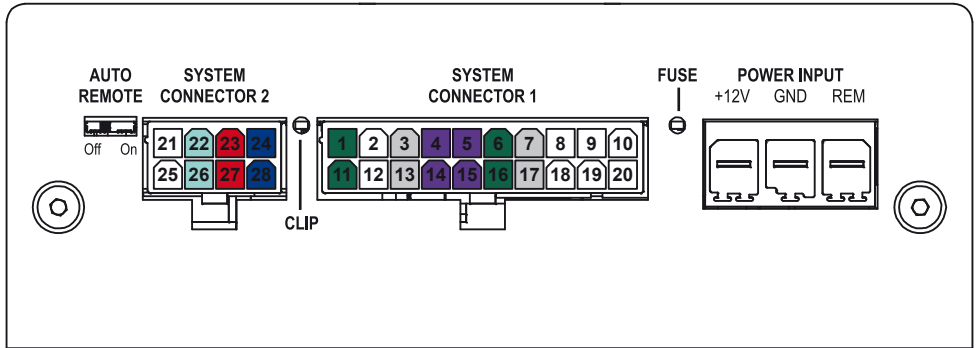 AUTO REMOTE
Off On
SYSTEM CONNECTOR 2
21 22 23 24
25 26 27 28
CLIP
SYSTEM CONNECTOR 1
1 2 3 4 5 6 7 8 9 10
11 12 13 14 15 16 17 18 19 20
FUSE
POWER INPUT
+12V GND REM